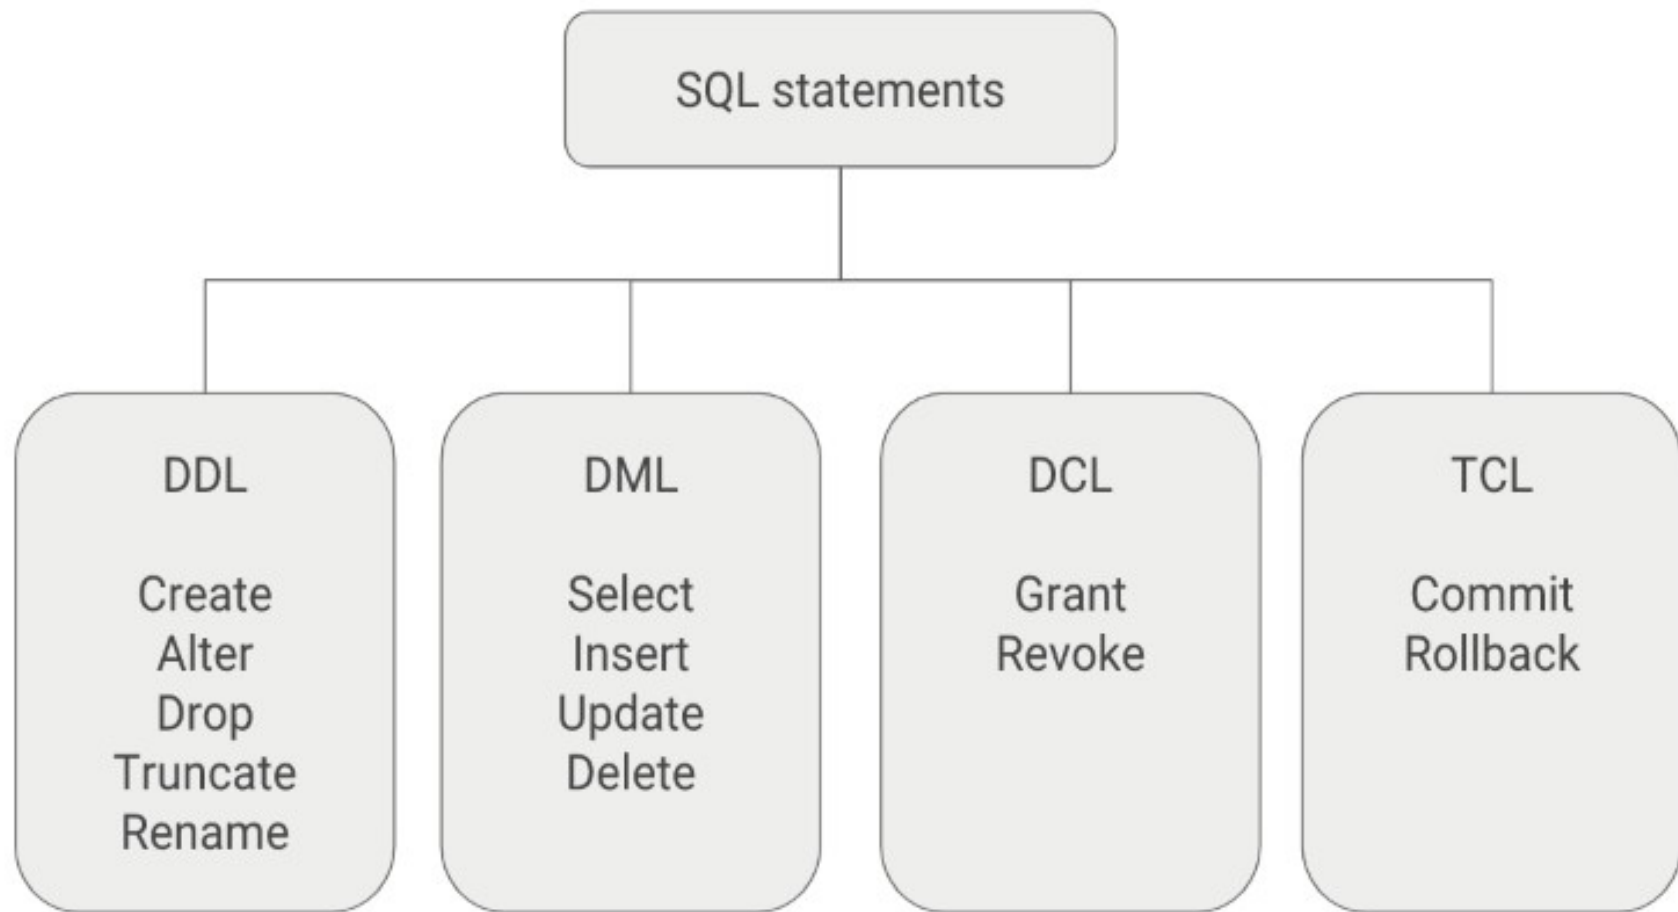 SQL statements
DDL
Create
Alter
Drop
Truncate
Rename
DML
Select
Insert
Update
Delete
DCL
Grant
Revoke
TCL
Commit
Rollback